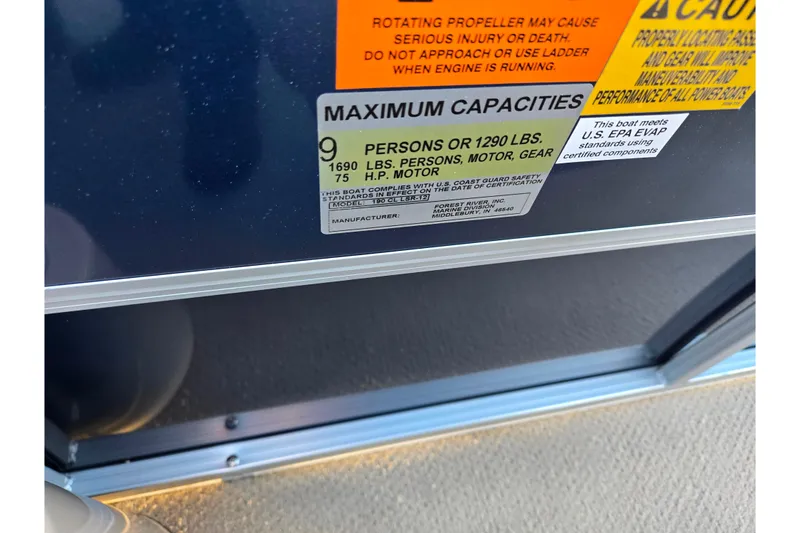 ROTATING PROPELLER MAY CAUSE
SERIOUS INJURY OR DEATH.
DO NOT APPROACH OR USE LADDER
WHEN ENGINE IS RUNNING.
CAUT
PROPERLY LOCATING PASSE
AND GEAR WILL IMPROVE
MANEUVERABILITY AND
PERFORMANCE OF ALL POWER BOATS
MAXIMUM CAPACITIES
9 PERSONS OR 1290 LBS.
1690 LBS. PERSONS, MOTOR, GEAR
75 H.P. MOTOR
THIS BOAT COMPLIES WITH U.S. COAST GUARD SAFETY
STANDARDS IN EFFECT ON THE DATE OF CERTIFICATION
MODEL: 180 CL LSR-12
MANUFACTURER:
FOREST RIVER, INC.
MARINE DIVISION
MIDDLEBURY, IN 46540
This boat meets
U.S. EPA EVAP
standards using
certified components